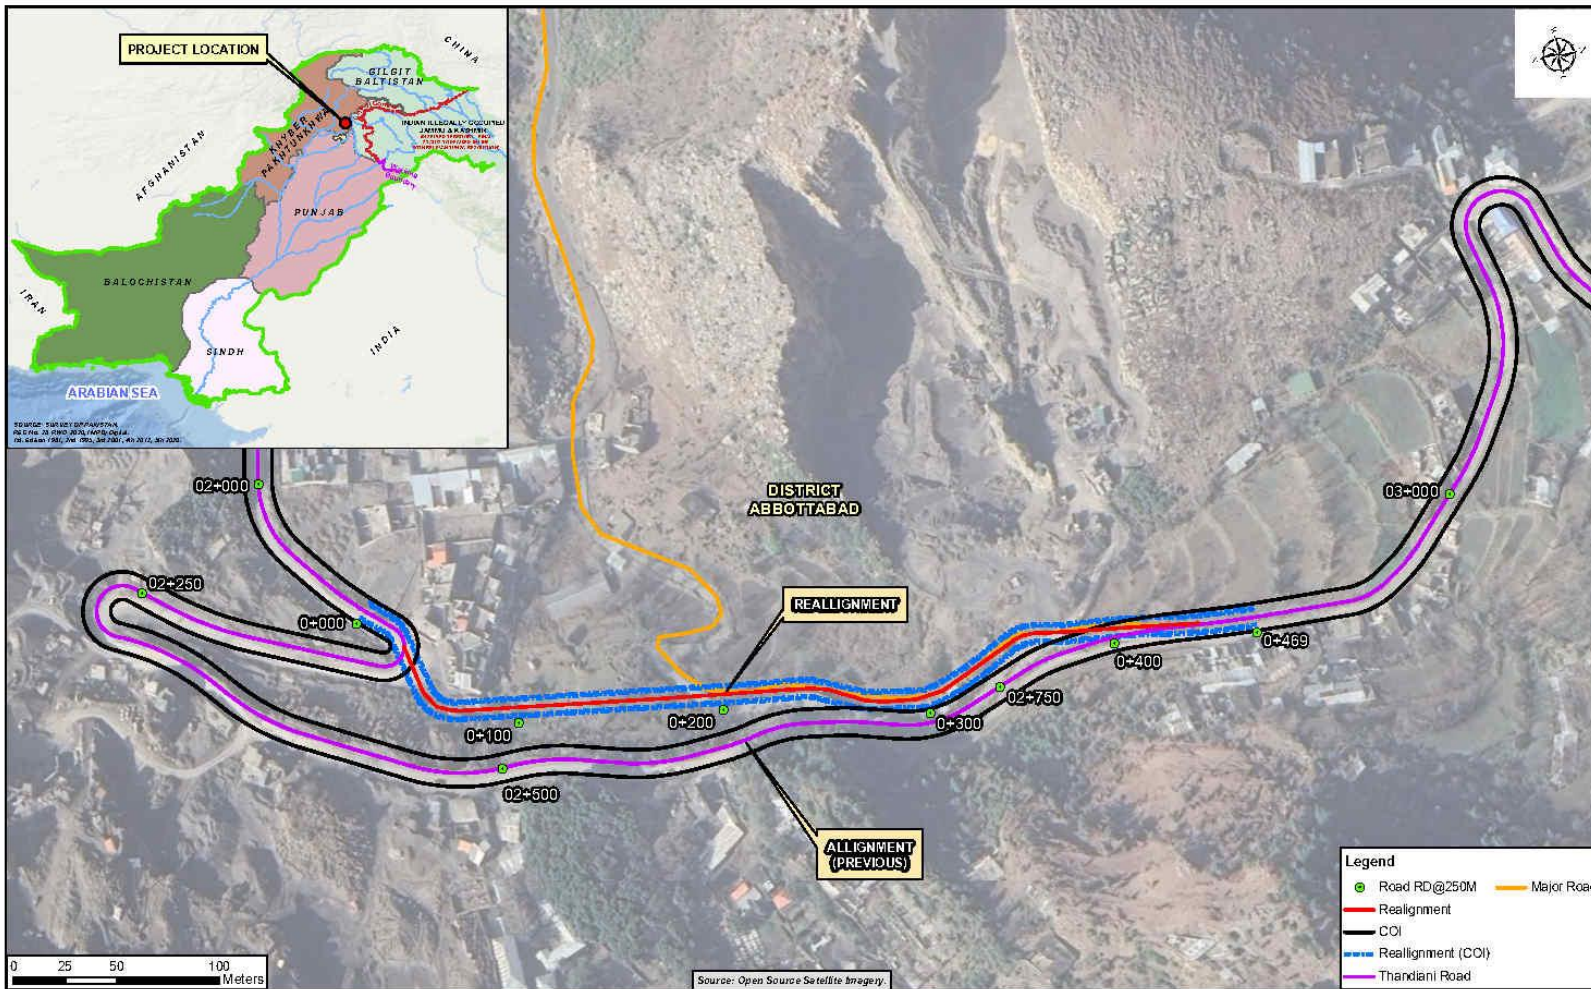 PROJECT LOCATION
CHINA
GILGIT
BALTISTAN
KHYBER
PAKHTUNKHWA
INDIAN ILLEGALLY OCCUPIED
JAMMU & KASHMIR
AFGHANISTAN
PUNJAB
BALOCHISTAN
IRAN
SINDH
INDIA
ARABIAN SEA
SOURCE: SURVEY OF PAKISTAN,
02+000
DISTRICT
ABBOTTABAD
03+000
02+250
0+000
REALLIGNMENT
0+469
0+400
02+750
0+200
0+300
0+100
02+500
ALLIGNMENT
(PREVIOUS)
Legend
Road RD@250M
Major Roa
Realignment
COI
Reallignment (COI)
Thandiani Road
0 25 50 100
Meters
Source: Open Source Satellite Imagery.